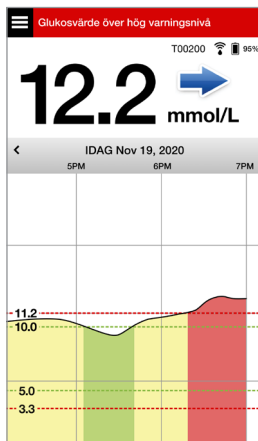 Glukosvärde över hög varningsnivå
T00200 95%
12.2 mmol/L
< IDAG Nov 19, 2020
5PM 6PM 7PM
11.2
10.0
5.0
3.3